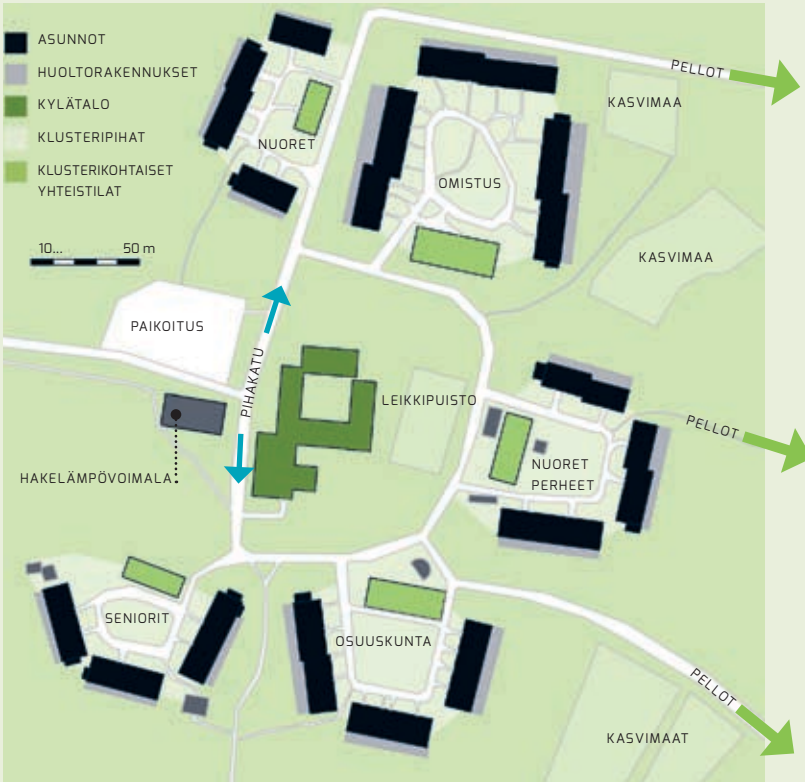 ASUNNOT
HUOLTORAKENNUKSET
KYLÄTALO
KLUSTERIPIHAT
KLUSTERIKOHTAISET
YHTEISTILAT
10... 50 m
NUORET
OMISTUS
PELLOT
KASVIMAA
KASVIMAA
PAIKOITUS
PIHAKATU
LEIKKIPUISTO
HAKELÄMPÖVOIMALA
NUORET
PERHEET
PELLOT
SENIORIT
OSUUSKUNTA
PELLOT
KASVIMAAT